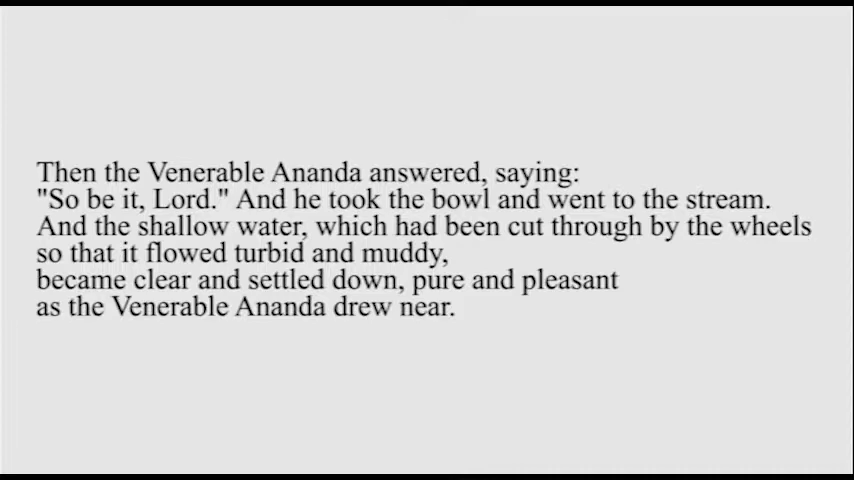 Then the Venerable Ananda answered, saying:
"So be it, Lord." And he took the bowl and went to the stream.
And the shallow water, which had been cut through by the wheels
so that it flowed turbid and muddy,
became clear and settled down, pure and pleasant
as the Venerable Ananda drew near.